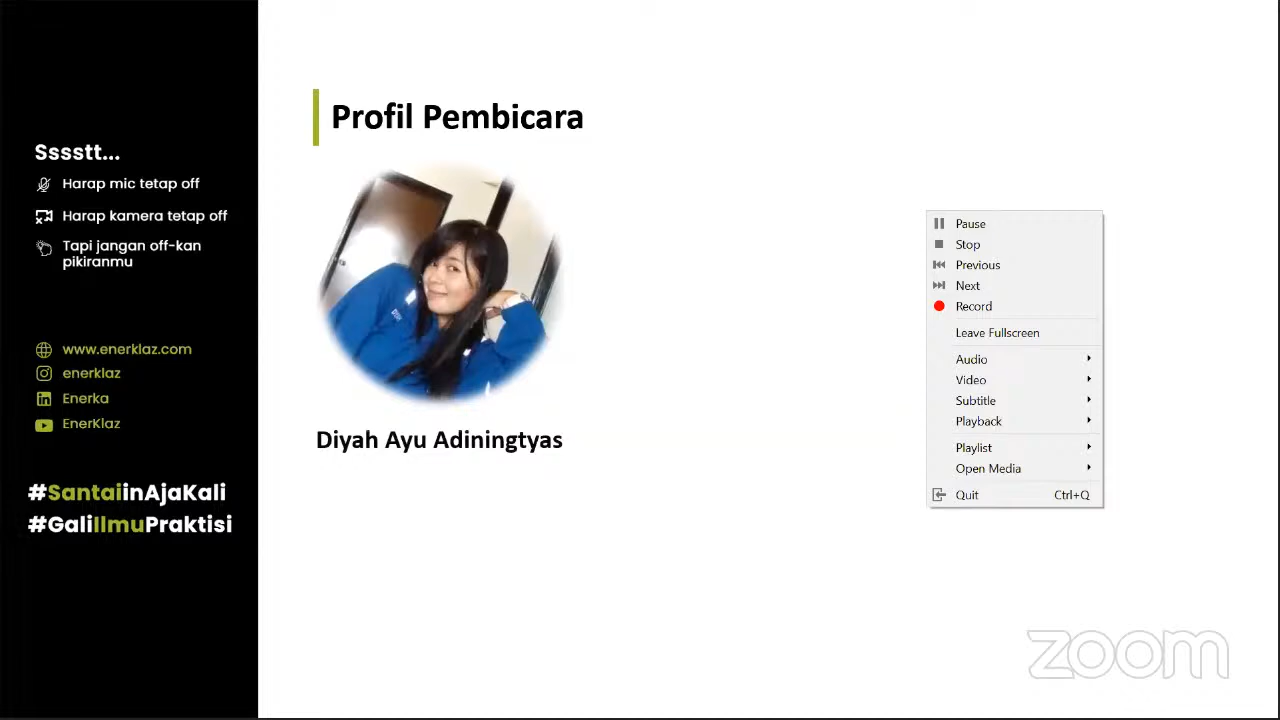 Sssstt...
Harap mic tetap off
Harap kamera tetap off
Tapi jangan off-kan
pikiranmu
www.enerklaz.com
enerklaz
Enerka
EnerKlaz
#SantaiinAjaKali
#GaliIlmuPraktisi
Profil Pembicara
Diyah Ayu Adiningtyas
Pause
Stop
Previous
Next
Record
Leave Fullscreen
Audio
Video
Subtitle
Playback
Playlist
Open Media
Quit Ctrl+Q
zoom